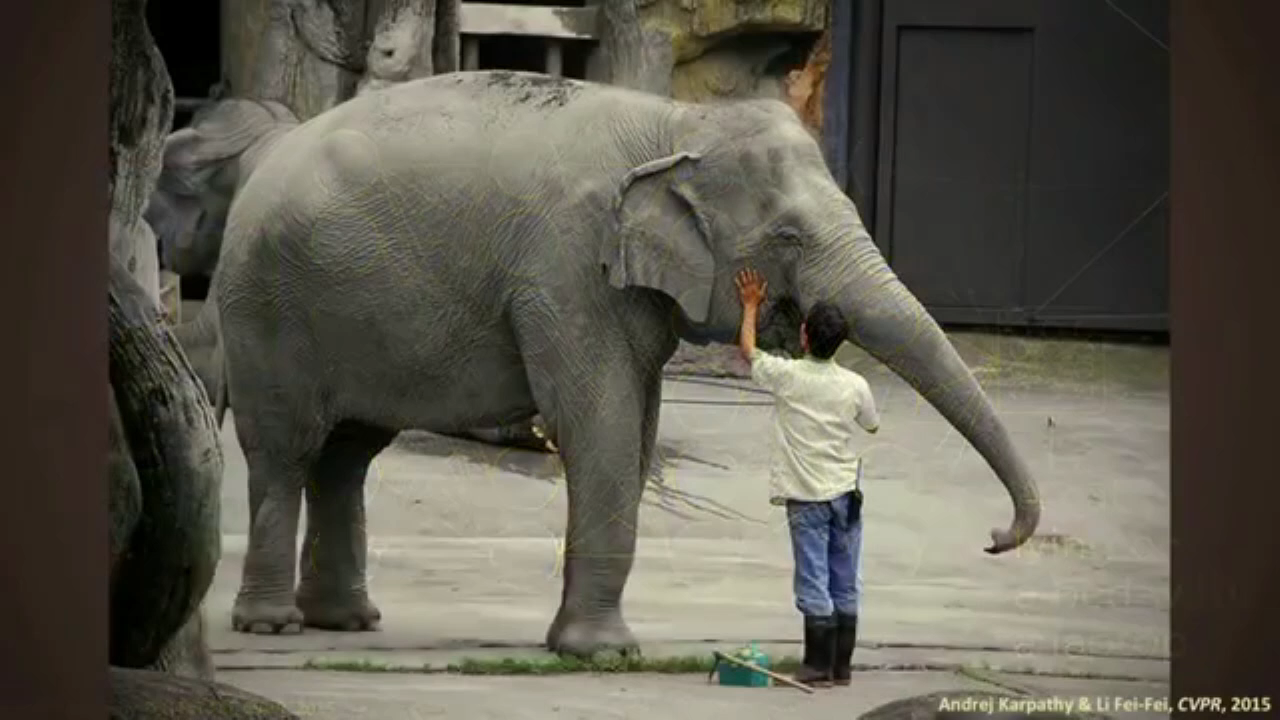 Andrej Karpathy & Li Fei-Fei, CVPR, 2015